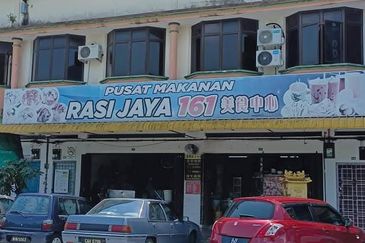 PUSAT MAKANAN
RASI JAYA 161 美食中心